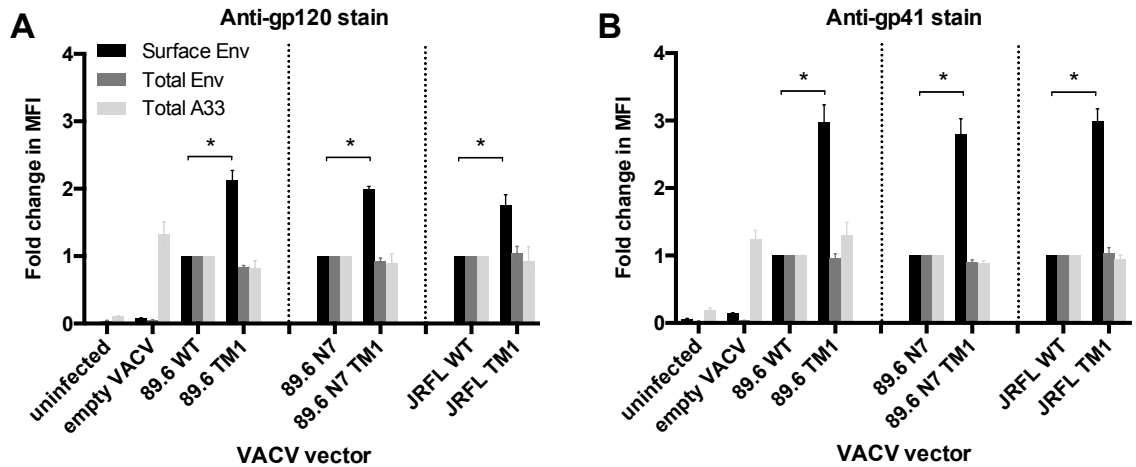 A
Anti-gp120 stain
Surface Env
Total Env
Total A33
Fold change in MFI
4
3
2
1
0
*
*
*
uninfected
empty VACV
89.6 WT
89.6 TM1
89.6 N7
89.6 N7 TM1
JRFL WT
JRFL TM1
VACV vector
B
Anti-gp41 stain
Fold change in MFI
4
3
2
1
0
*
*
*
uninfected
empty VACV
89.6 WT
89.6 TM1
89.6 N7
89.6 N7 TM1
JRFL WT
JRFL TM1
VACV vector